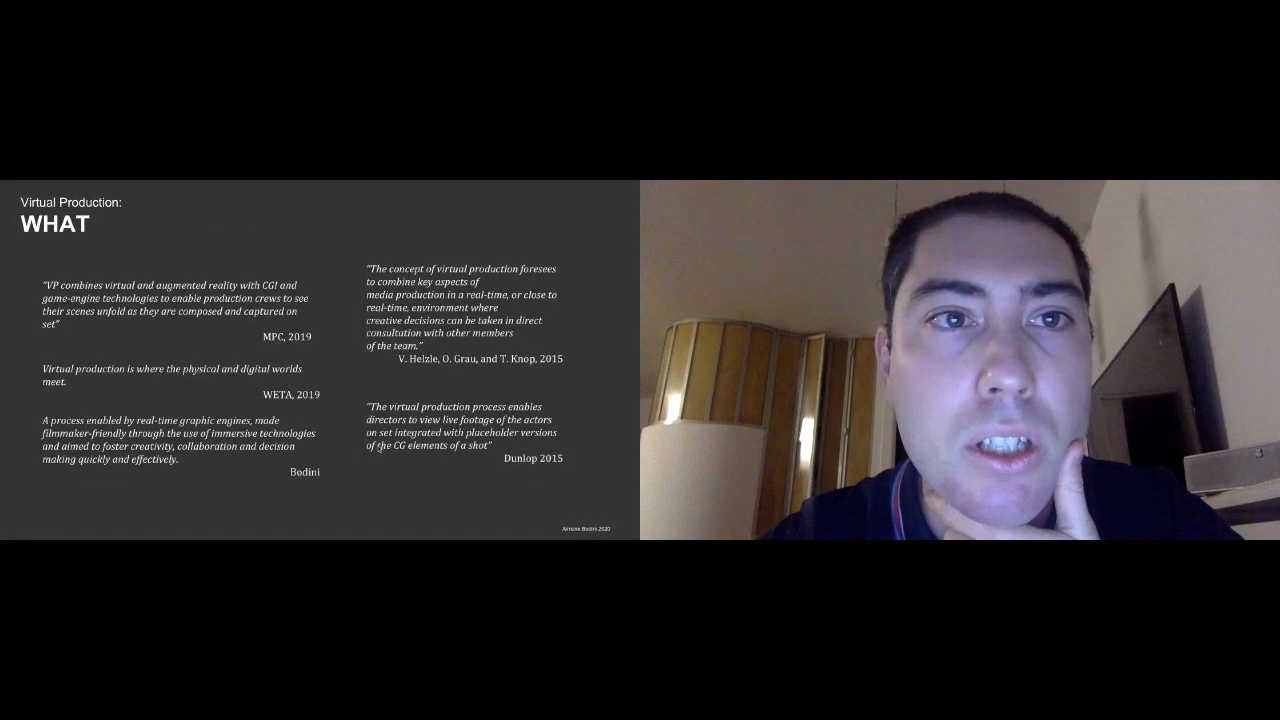 Virtual Production:
WHAT
"VP combines virtual and augmented reality with CGI and
game-engine technologies to enable production crews to see
their scenes unfold as they are composed and captured on
set"
MPC, 2019
Virtual production is where the physical and digital worlds
meet.
WETA, 2019
A process enabled by real-time graphic engines, made
filmmaker-friendly through the use of immersive technologies
and aimed to foster creativity, collaboration and decision
making quickly and effectively.
Bodini
"The concept of virtual production foresees
to combine key aspects of
media production in a real-time, or close to
real-time, environment where
creative decisions can be taken in direct
consultation with other members
of the team."
V. Helzle, O. Grau, and T. Knop, 2015
"The virtual production process enables
directors to view live footage of the actors
on set integrated with placeholder versions
of the CG elements of a shot"
Dunlop 2015
Aimone Bodini 2020